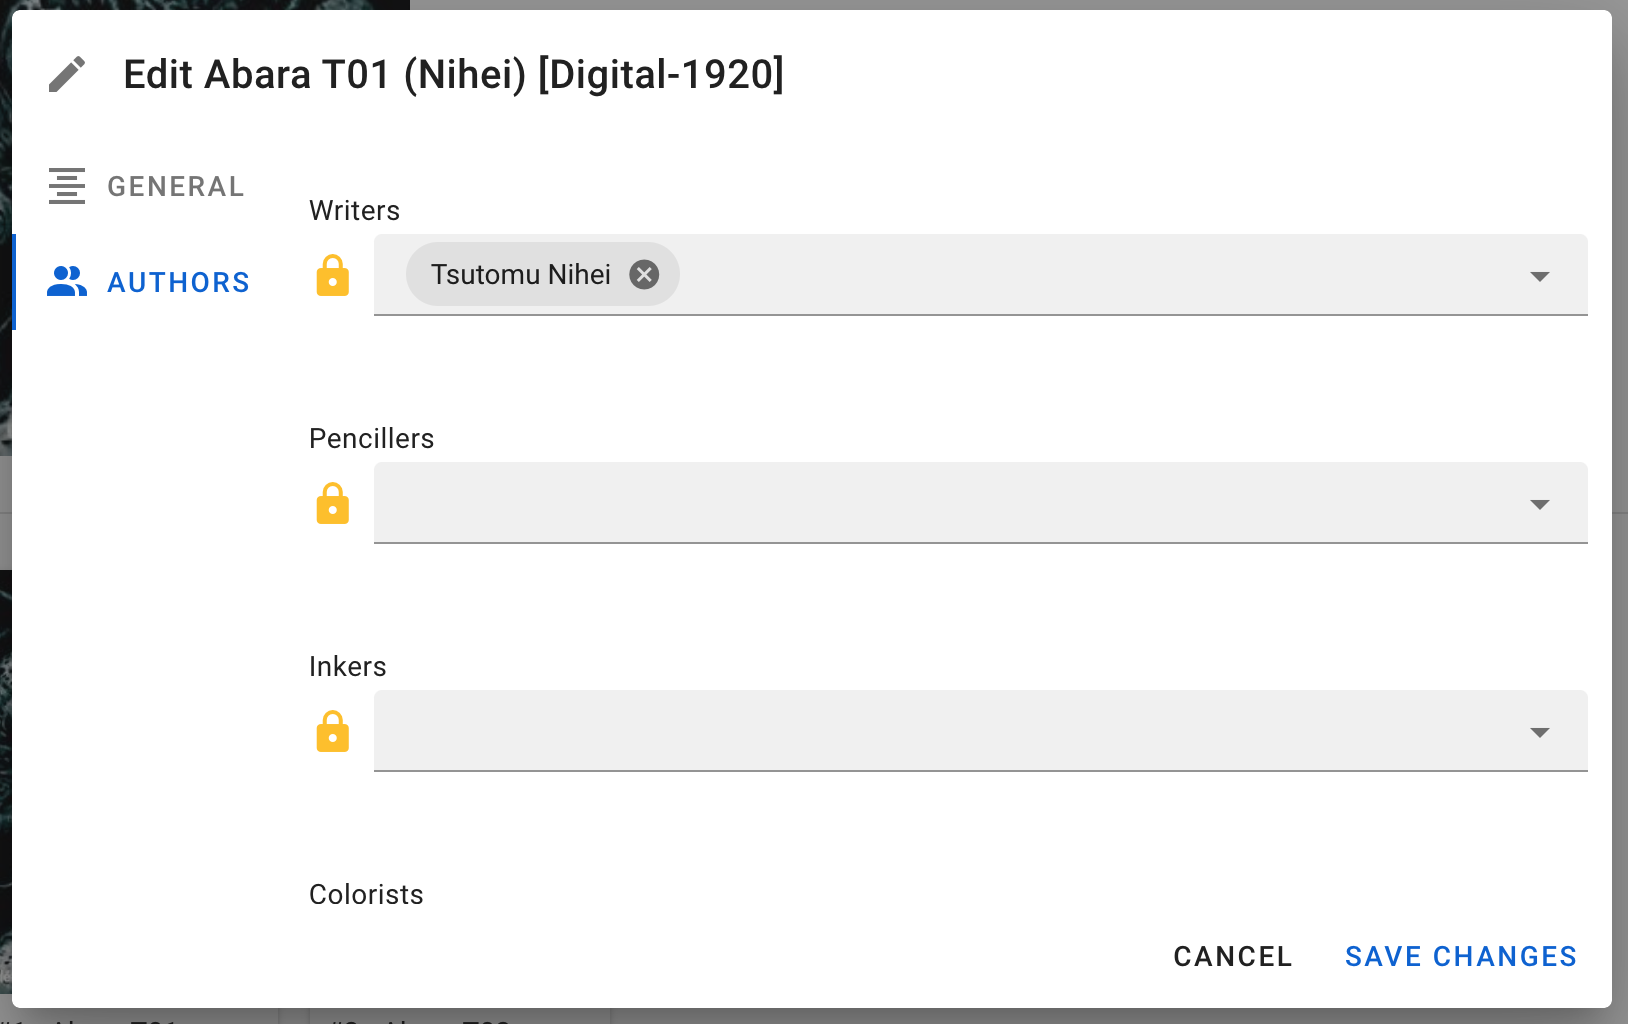 Edit Abara T01 (Nihei) [Digital-1920]
GENERAL
AUTHORS
Writers
Tsutomu Nihei
Pencillers
Inkers
Colorists
CANCEL
SAVE CHANGES